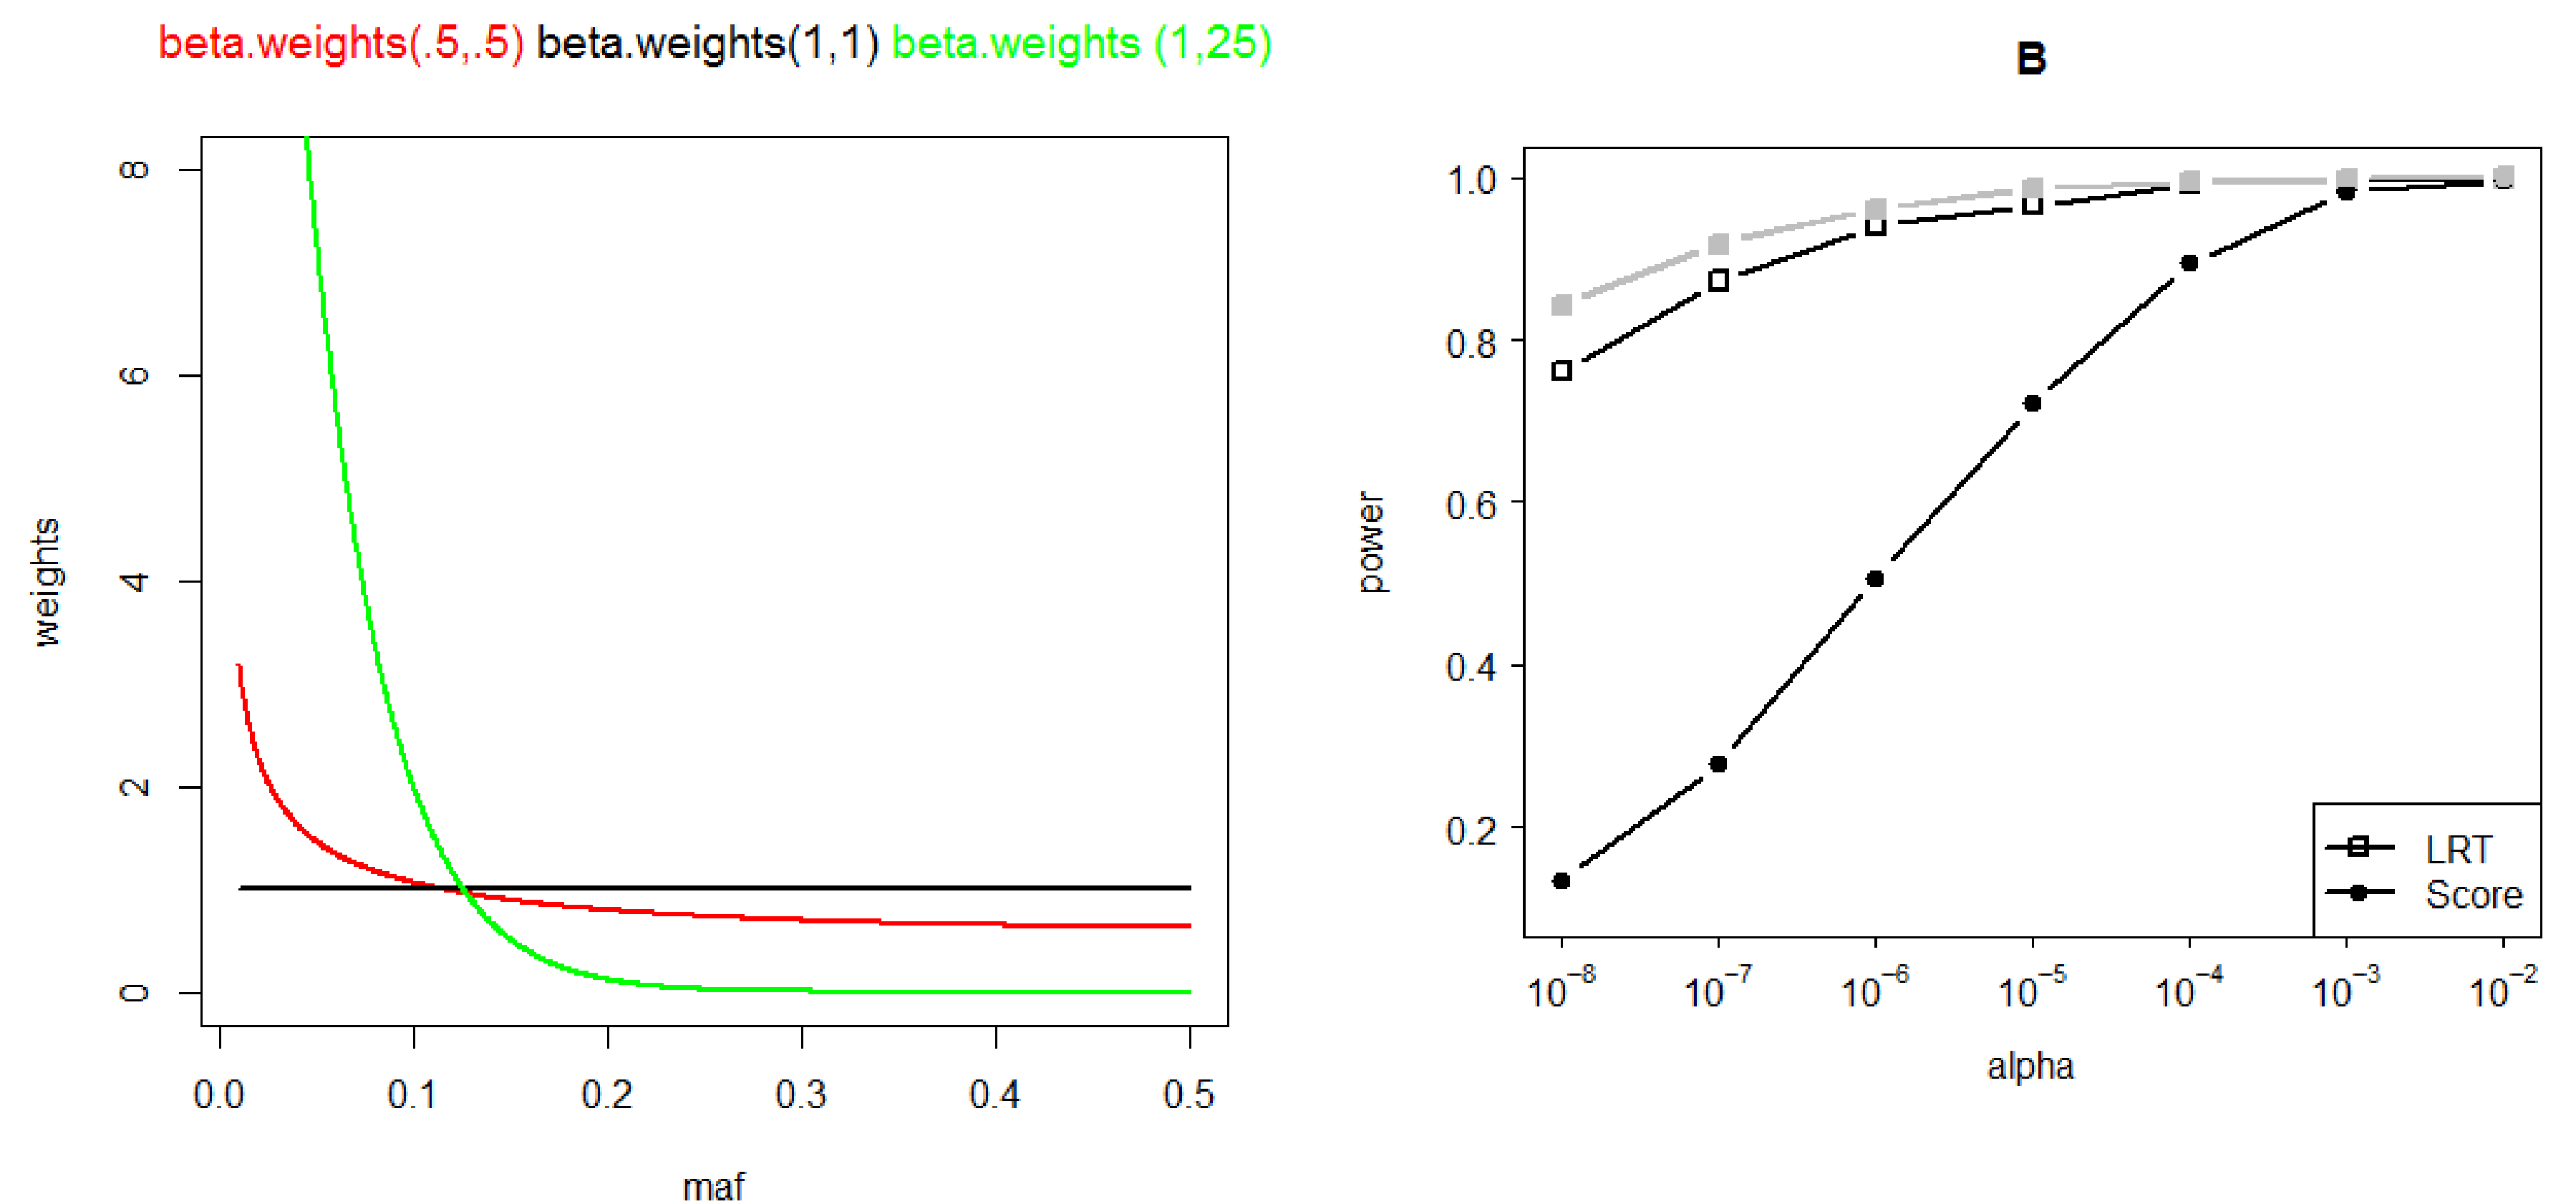 beta.weights(.5,.5) beta.weights(1,1) beta.weights (1,25)
weights
8
6
4
2
0
0.0 0.1 0.2 0.3 0.4 0.5
maf
B
power
1.0
0.8
0.6
0.4
0.2
LRT
Score
10⁻⁸ 10⁻⁷ 10⁻⁶ 10⁻⁵ 10⁻⁴ 10⁻³ 10⁻²
alpha